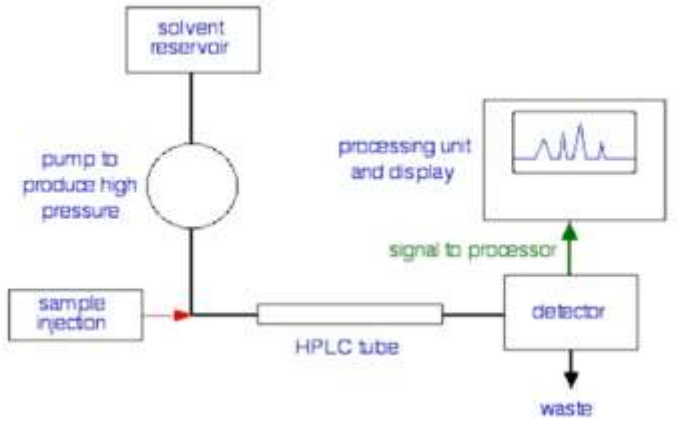 solvent
reservoir
pump to
produce high
pressure
processing unit
and display
signal to processor
sample
injection
HPLC tube
detector
waste